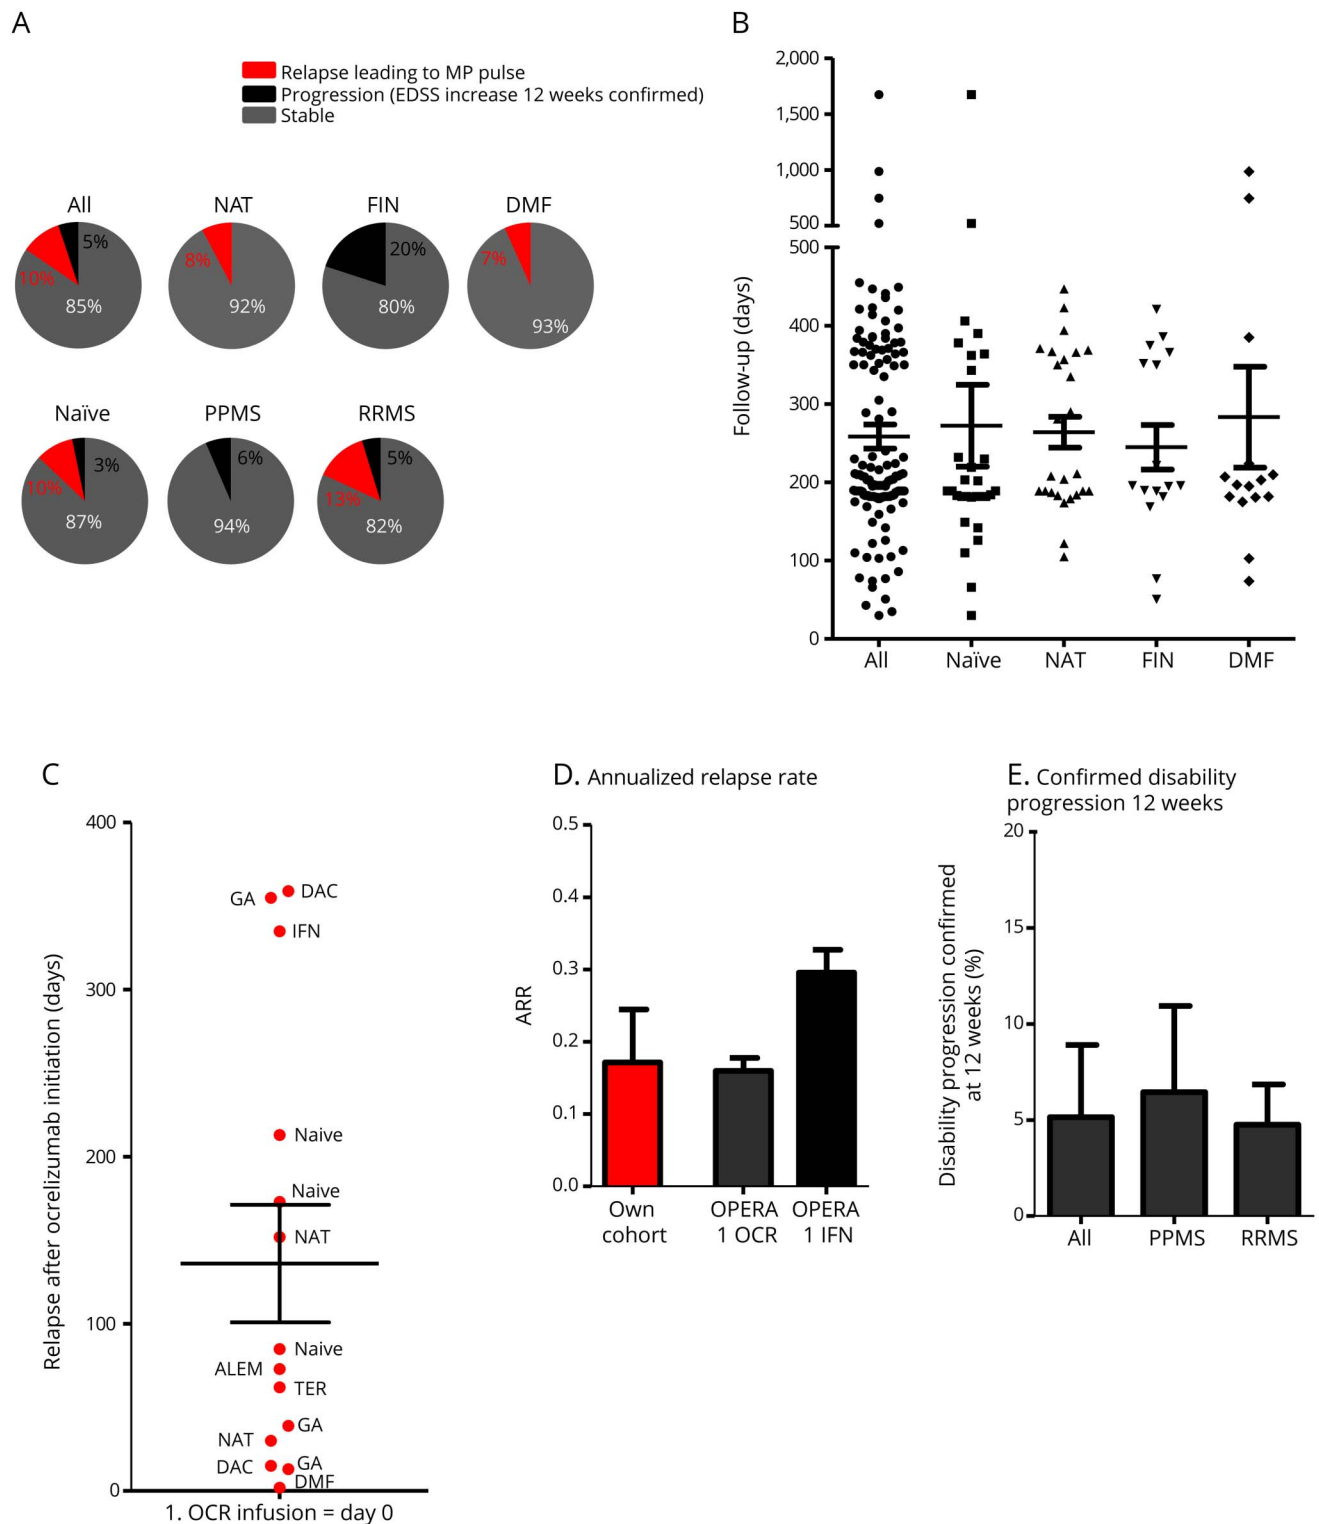 A
Relapse leading to MP pulse
Progression (EDSS increase 12 weeks confirmed)
Stable
All
NAT
FIN
DMF
5%
10%
85%
8%
92%
20%
80%
7%
93%
Naïve
PPMS
RRMS
3%
10%
87%
6%
94%
5%
13%
82%
B
Follow-up (days)
2,000
1,500
1,000
500
500
400
300
200
100
0
All
Naïve
NAT
FIN
DMF
C
Relapse after ocrelizumab initiation (days)
400
300
200
100
0
GA
DAC
IFN
Naive
Naive
NAT
Naive
ALEM
TER
GA
NAT
DAC
GA
DMF
1. OCR infusion = day 0
D. Annualized relapse rate
ARR
0.5
0.4
0.3
0.2
0.1
0.0
Own
cohort
OPERA
1 OCR
OPERA
1 IFN
E. Confirmed disability
progression 12 weeks
Disability progression confirmed
at 12 weeks (%)
20
15
10
5
0
All
PPMS
RRMS